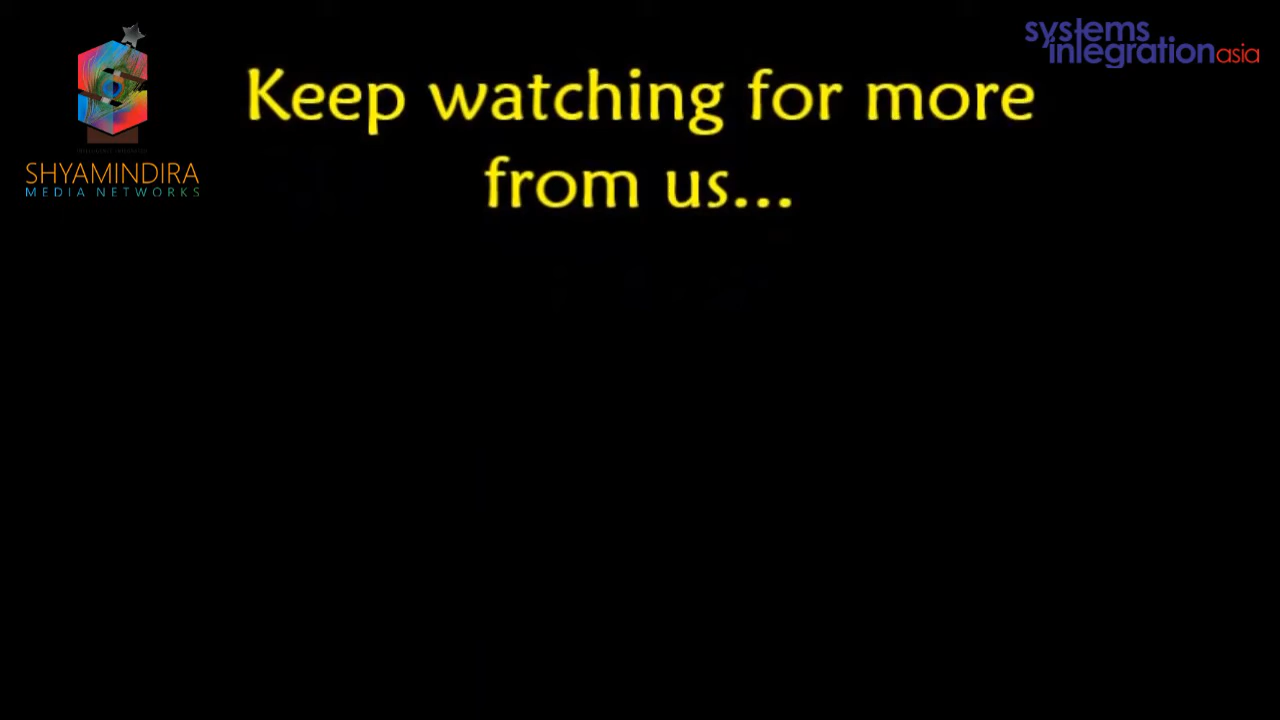 systems
integrationasia
Keep watching for more
from us...
SHYAMINDIRA
MEDIA NETWORKS